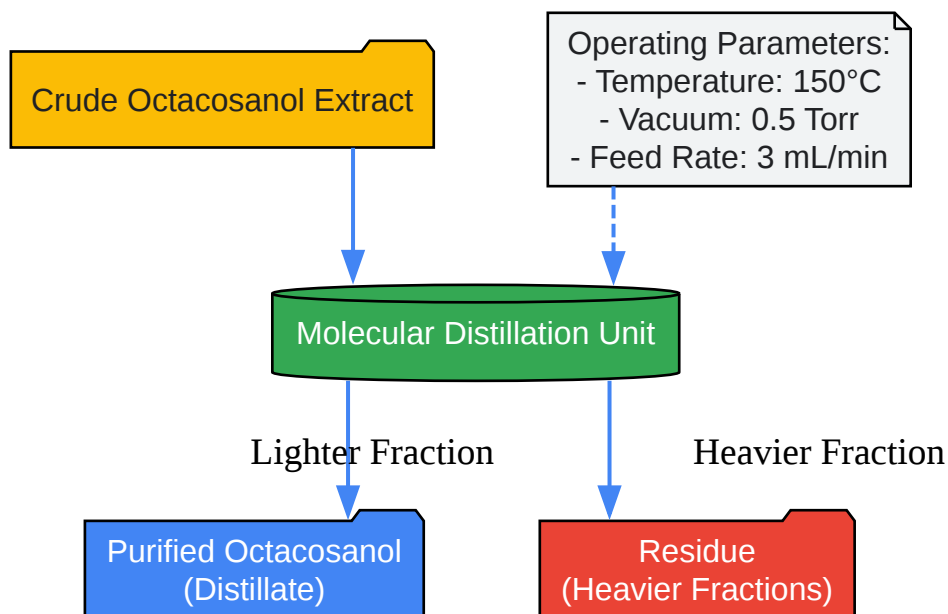 Crude Octacosanol Extract
Operating Parameters:
- Temperature: 150°C
- Vacuum: 0.5 Torr
- Feed Rate: 3 mL/min
Molecular Distillation Unit
Lighter Fraction
Heavier Fraction
Purified Octacosanol
(Distillate)
Residue
(Heavier Fractions)